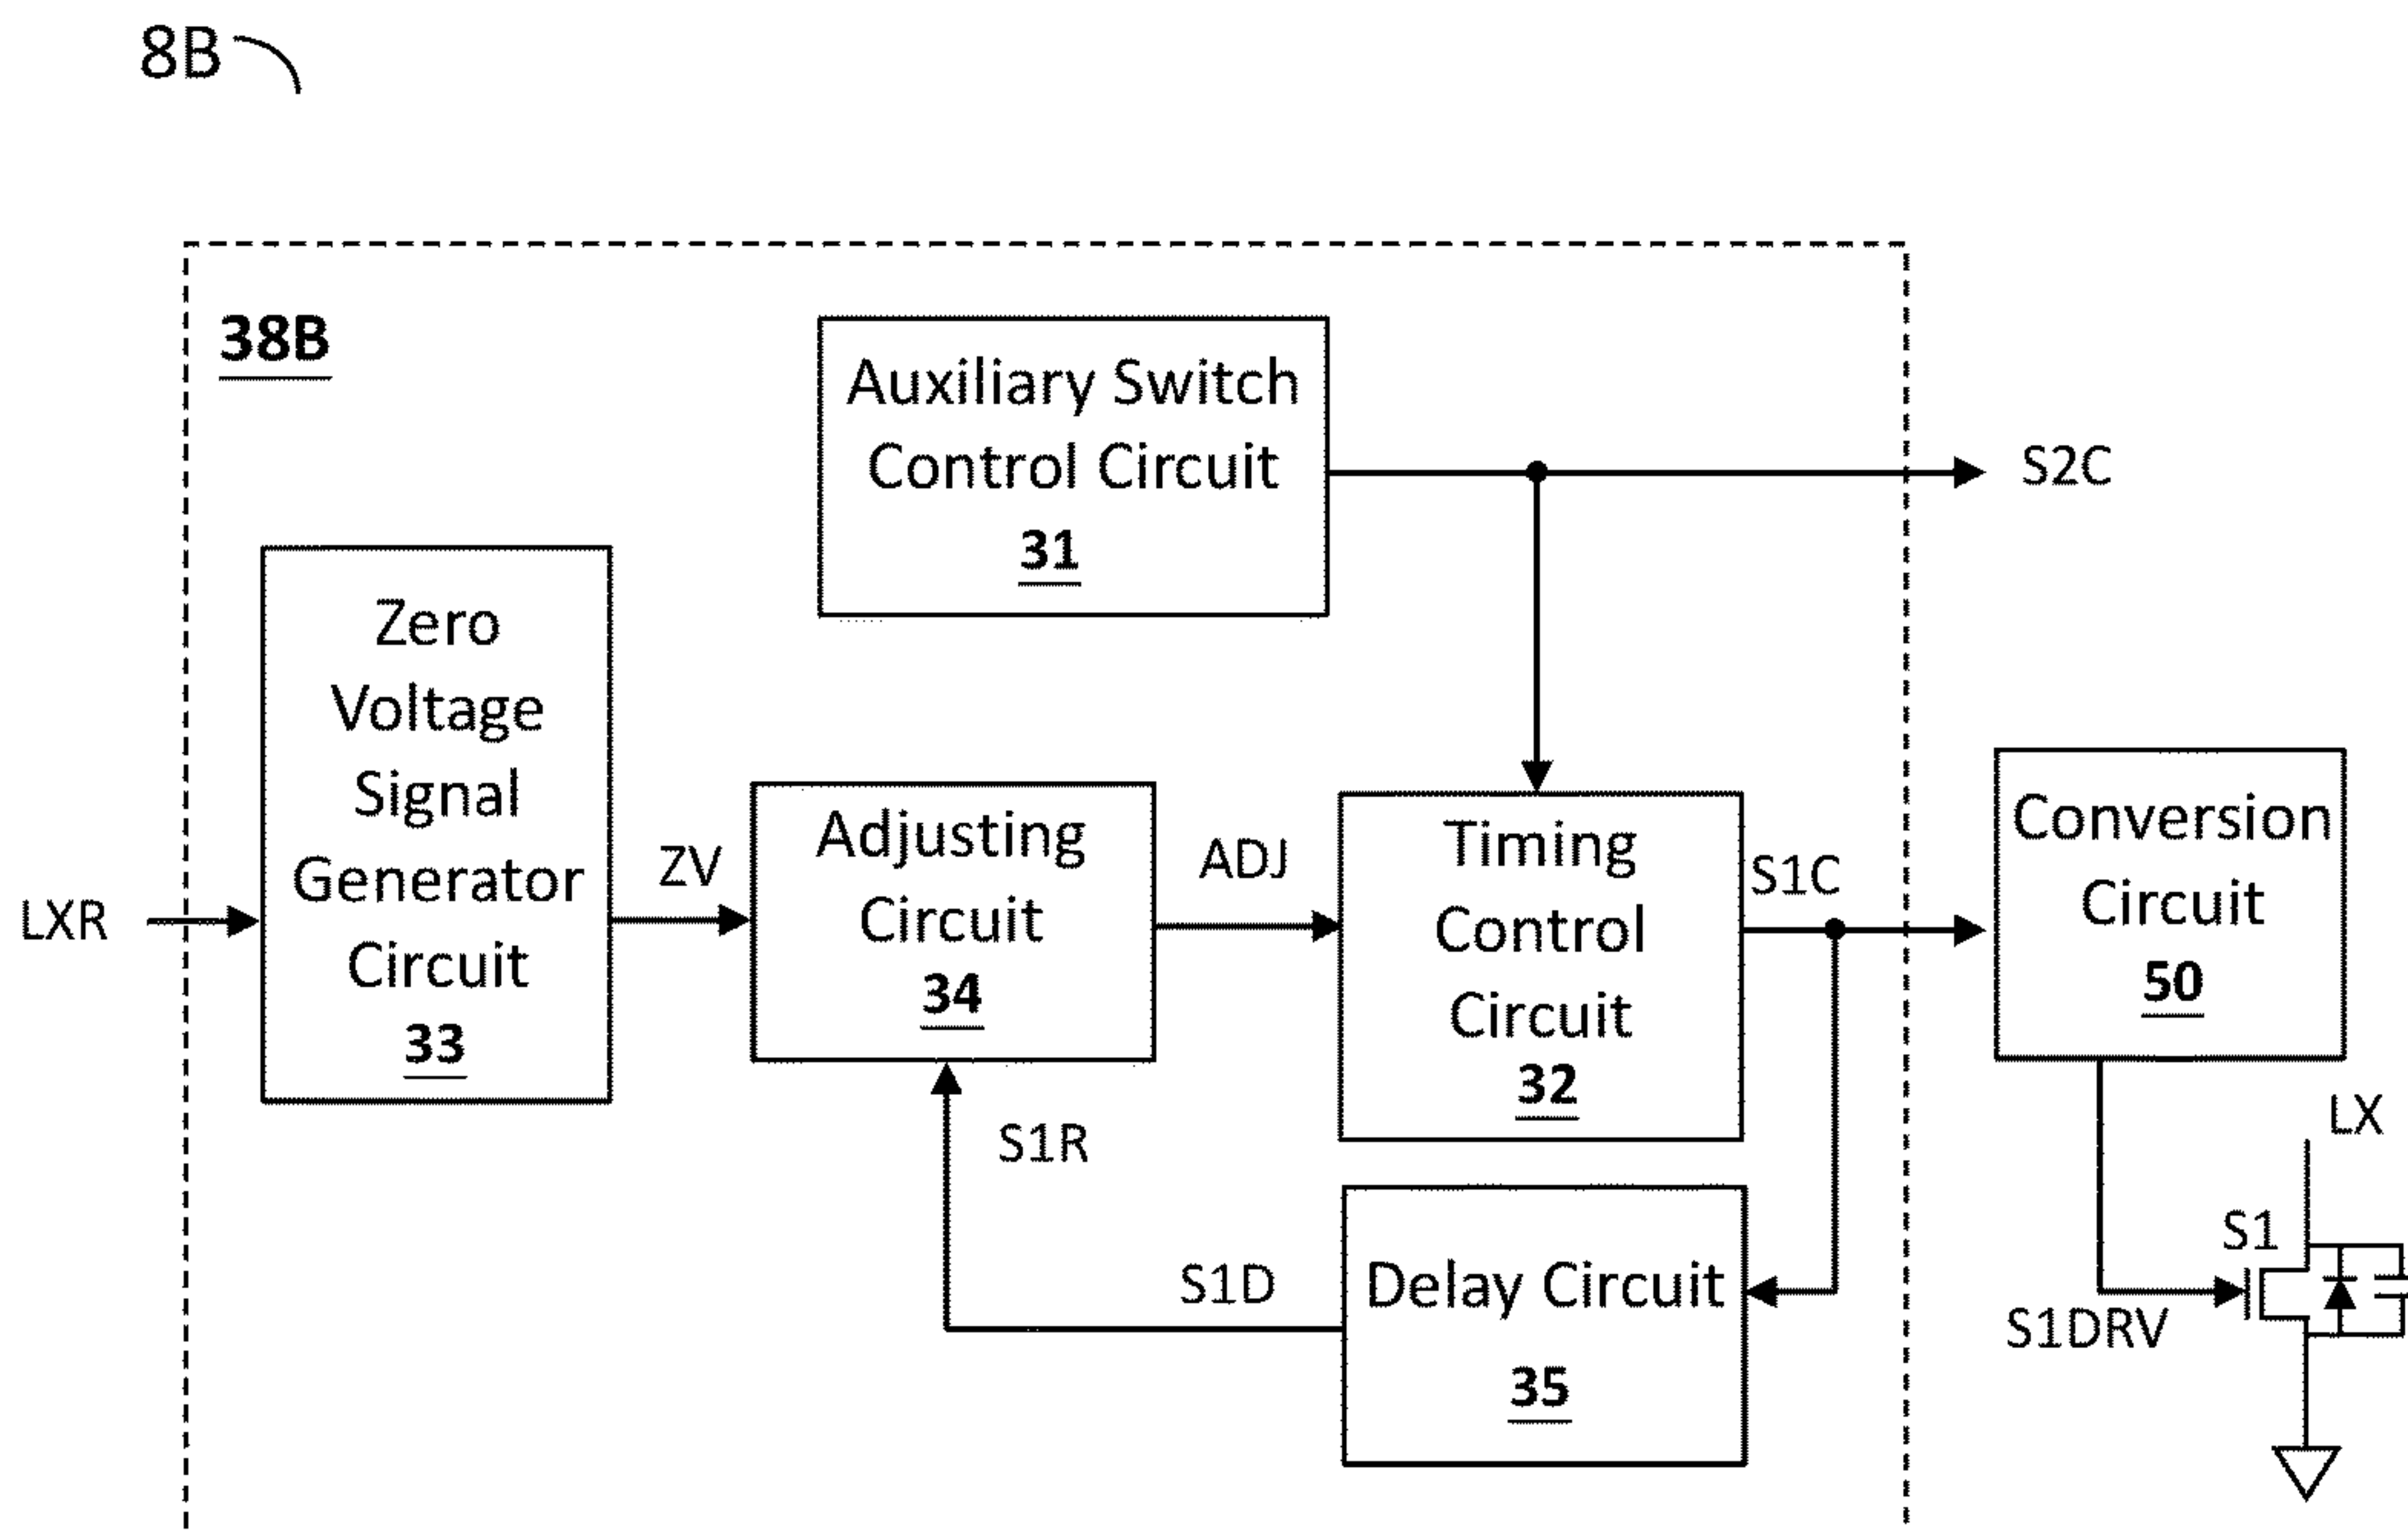 8B
38B
Auxiliary Switch
Control Circuit
31
S2C
Zero
Voltage
Signal
Generator
Circuit
33
LXR
ZV
Adjusting
Circuit
34
ADJ
Timing
Control
Circuit
32
S1C
Conversion
Circuit
50
LX
S1
S1DRV
S1R
S1D
Delay Circuit
35